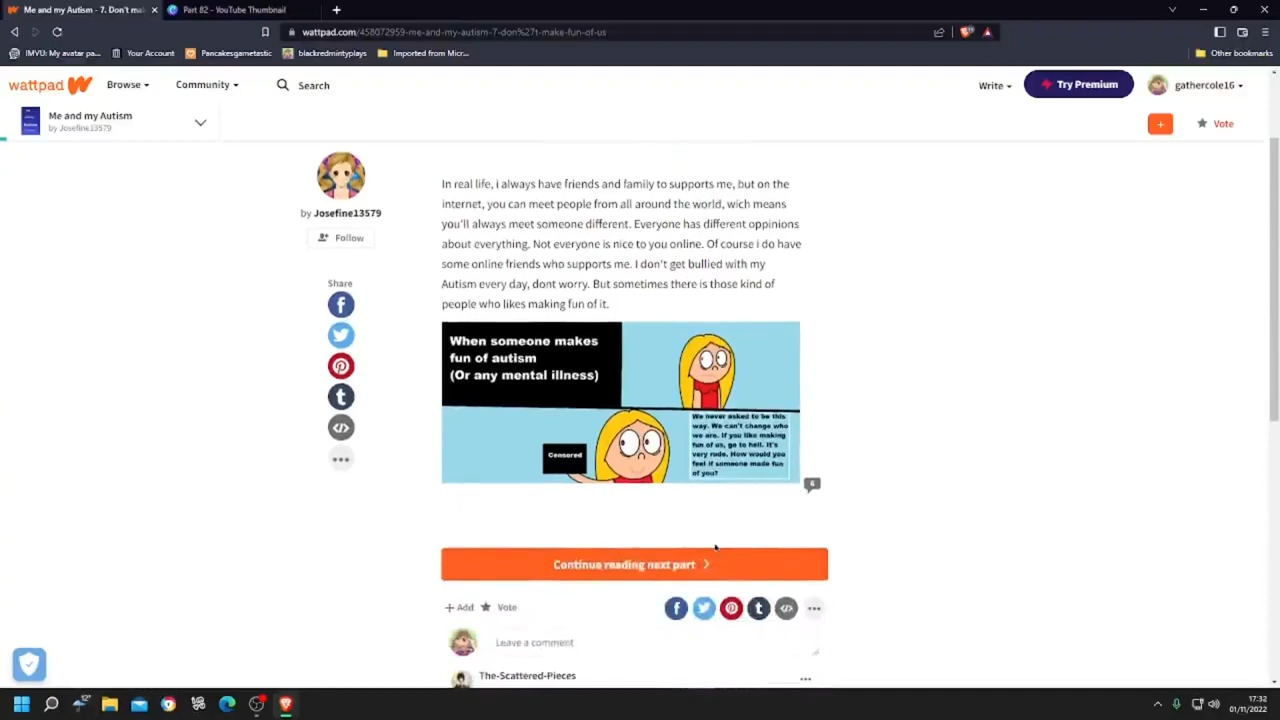 Me and my Autism - 7. Don't ma
Part 82 - YouTube Thumbnail
wattpad.com/458072959-me-and-my-autism-7-don%27t-make-fun-of-us
IMVU: My avatar pa...
Your Account
Pancakesgametastic
blackredmintyplays
Imported from Micr...
Other bookmarks
wattpad
Browse
Community
Search
Write
Try Premium
gathercole16
Me and my Autism
by Josefine13579
Vote
by Josefine13579
Follow
Share
In real life, i always have friends and family to supports me, but on the
internet, you can meet people from all around the world, wich means
you'll always meet someone different. Everyone has different oppinions
about everything. Not everyone is nice to you online. Of course i do have
some online friends who supports me. I don't get bullied with my
Autism every day, dont worry. But sometimes there is those kind of
people who likes making fun of it.
When someone makes
fun of autism
(Or any mental illness)
Censored
We never asked to be this
way. We can't change who
we are. If you like making
fun of us, go to hell. It's
very rude. How would you
feel if someone made fun
of you?
6
Continue reading next part
Add
Vote
Leave a comment
The-Scattered-Pieces
17:32
01/11/2022